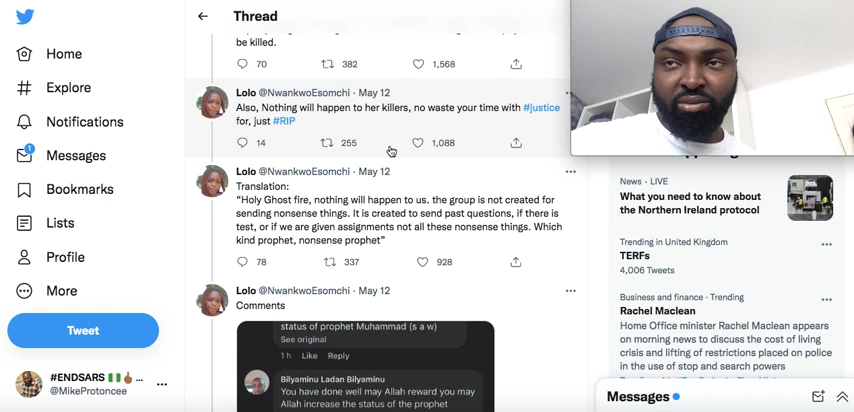 Thread
Home
Explore
Notifications
1
Messages
Bookmarks
Lists
Profile
More
Tweet
#ENDSARS
@MikeProtoncee
be killed.
70 382 1,568
Lolo @NwankwoEsomchi · May 12
Also, Nothing will happen to her killers, no waste your time with #justice
for, just #RIP
14 255 1,088
Lolo @NwankwoEsomchi · May 12
Translation:
“Holy Ghost fire, nothing will happen to us. the group is not created for
sending nonsense things. It is created to send past questions, if there is
test, or if we are given assignments not all these nonsense things. Which
kind prophet, nonsense prophet”
78 337 928
Lolo @NwankwoEsomchi · May 12
Comments
status of prophet Muhammad (s a w)
See original
1 h Like Reply
Bilyaminu Ladan Bilyaminu
You have done well may Allah reward you may
Allah increase the status of the prophet
News · LIVE
What you need to know about
the Northern Ireland protocol
Trending in United Kingdom
TERFs
4,006 Tweets
Business and finance · Trending
Rachel Maclean
Home Office minister Rachel Maclean appears
on morning news to discuss the cost of living
crisis and lifting of restrictions placed on police
in the use of stop and search powers
Messages